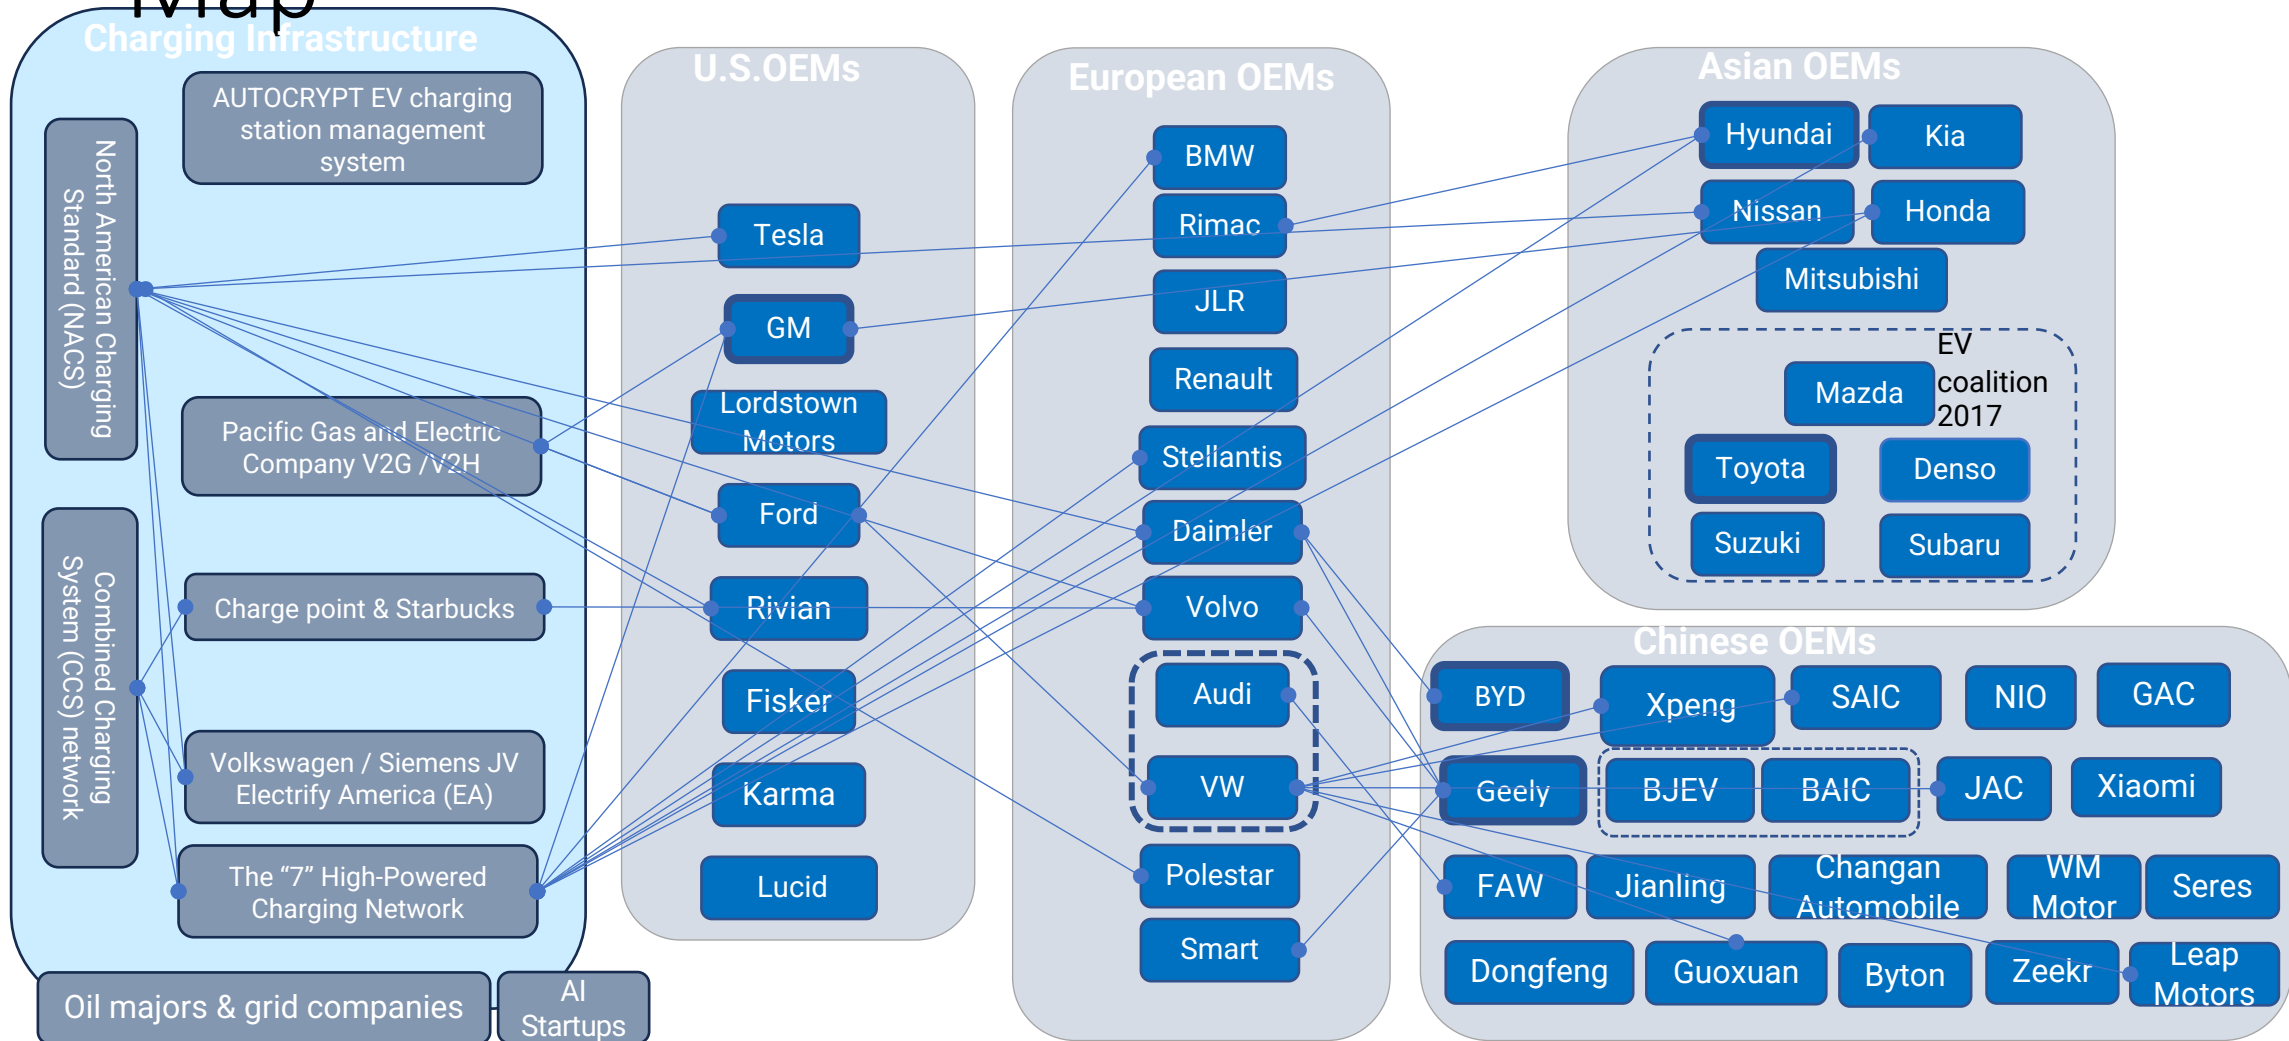 Map
Charging Infrastructure
AUTOCRYPT EV charging
station management
system
North American Charging
Standard (NACS)
Pacific Gas and Electric
Company V2G /V2H
Combined Charging
System (CCS) network
Charge point & Starbucks
Volkswagen / Siemens JV
Electrify America (EA)
The “7” High-Powered
Charging Network
Oil majors & grid companies
AI
Startups
U.S.OEMs
Tesla
GM
Lordstown
Motors
Ford
Rivian
Fisker
Karma
Lucid
European OEMs
BMW
Rimac
JLR
Renault
Stellantis
Daimler
Volvo
Audi
VW
Polestar
Smart
Asian OEMs
Hyundai
Kia
Nissan
Honda
Mitsubishi
EV
coalition
2017
Mazda
Toyota
Denso
Suzuki
Subaru
Chinese OEMs
BYD
Xpeng
SAIC
NIO
GAC
Geely
BJEV
BAIC
JAC
Xiaomi
FAW
Jianling
Changan
Automobile
WM
Motor
Seres
Dongfeng
Guoxuan
Byton
Zeekr
Leap
Motors